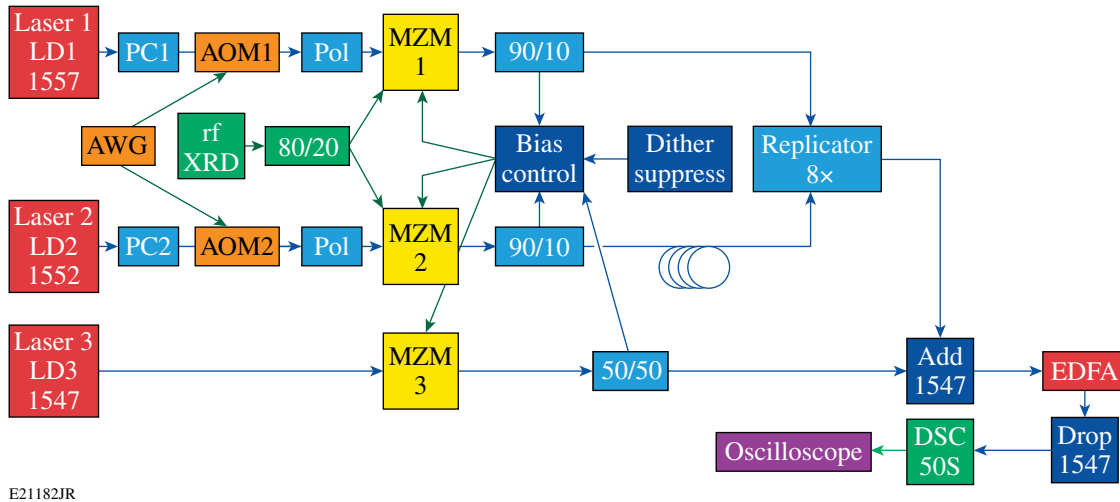 Laser 1
LD1
1557
PC1
AOM1
Pol
MZM
1
90/10
AWG
rf
XRD
80/20
Bias
control
Dither
suppress
Replicator
8×
Laser 2
LD2
1552
PC2
AOM2
Pol
MZM
2
90/10
Laser 3
LD3
1547
MZM
3
50/50
Add
1547
EDFA
Oscilloscope
DSC
50S
Drop
1547
E21182JR